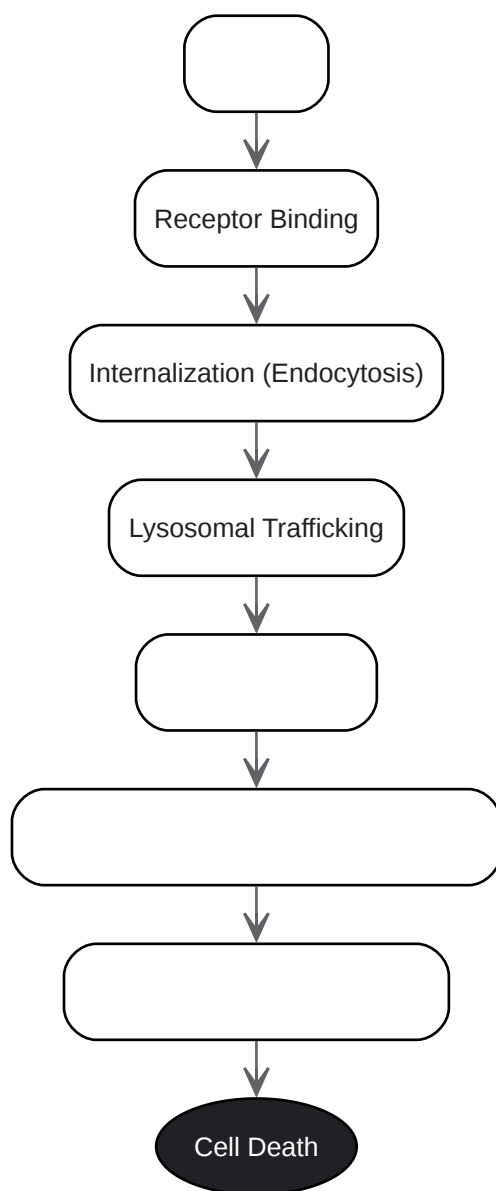 Receptor Binding
Internalization (Endocytosis)
Lysosomal Trafficking
Cell Death